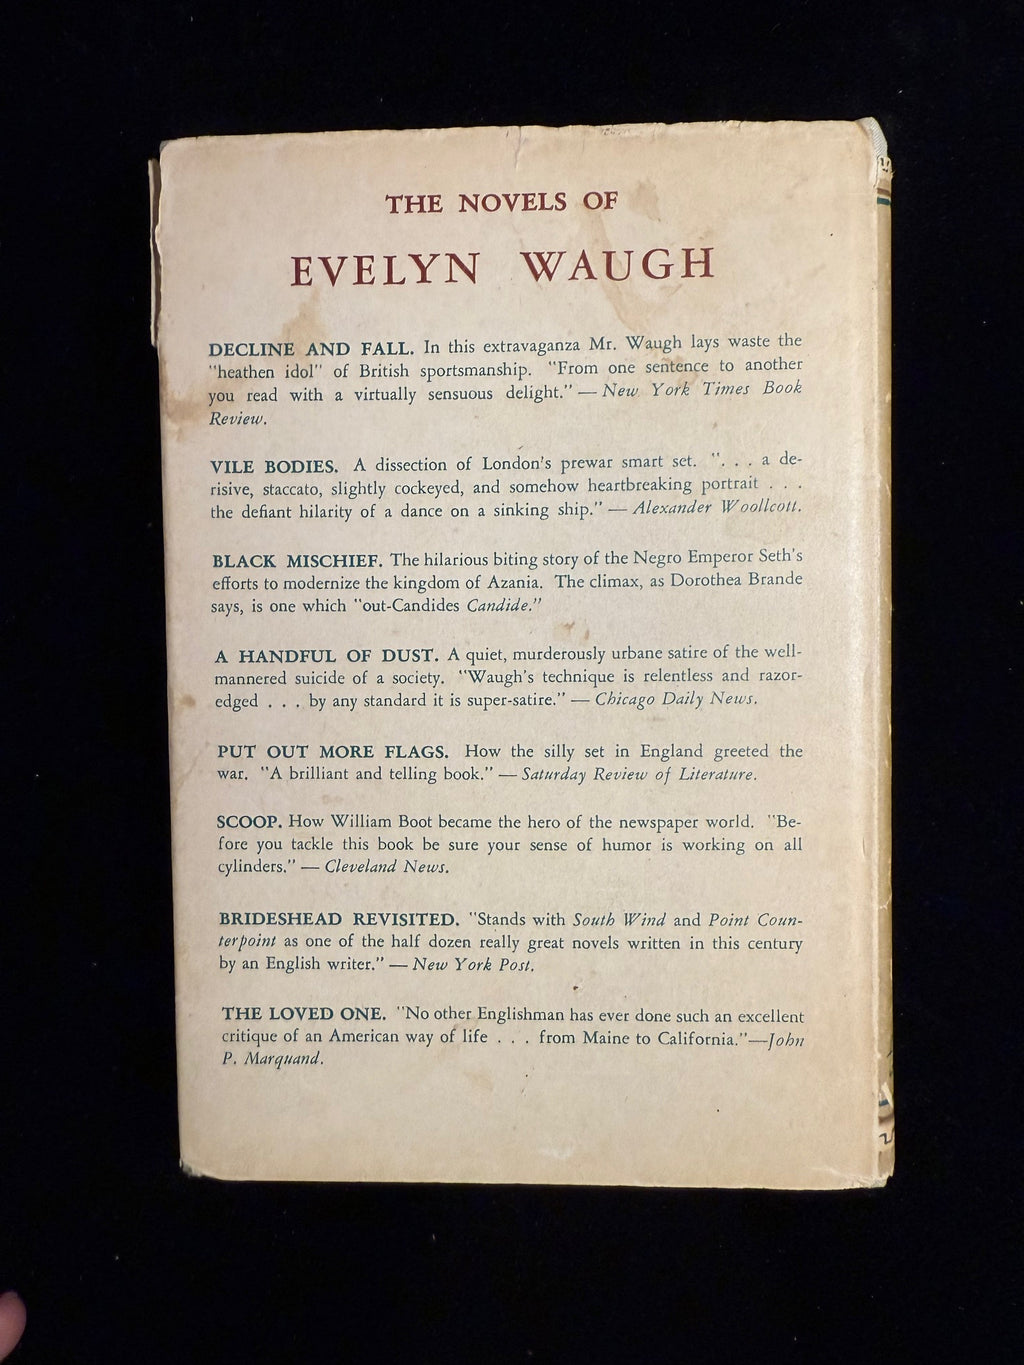 THE NOVELS OF
EVELYN WAUGH
DECLINE AND FALL. In this extravaganza Mr. Waugh lays waste the
"heathen idol" of British sportsmanship. "From one sentence to another
you read with a virtually sensuous delight." — New York Times Book
Review.
VILE BODIES. A dissection of London's prewar smart set. ". . . a de-
risive, staccato, slightly cockeyed, and somehow heartbreaking portrait . . .
the defiant hilarity of a dance on a sinking ship." — Alexander Woollcott.
BLACK MISCHIEF. The hilarious biting story of the Negro Emperor Seth's
efforts to modernize the kingdom of Azania. The climax, as Dorothea Brande
says, is one which "out-Candides Candide."
A HANDFUL OF DUST. A quiet, murderously urbane satire of the well-
mannered suicide of a society. "Waugh's technique is relentless and razor-
edged . . . by any standard it is super-satire." — Chicago Daily News.
PUT OUT MORE FLAGS. How the silly set in England greeted the
war. "A brilliant and telling book." — Saturday Review of Literature.
SCOOP. How William Boot became the hero of the newspaper world. "Be-
fore you tackle this book be sure your sense of humor is working on all
cylinders." — Cleveland News.
BRIDESHEAD REVISITED. "Stands with South Wind and Point Coun-
terpoint as one of the half dozen really great novels written in this century
by an English writer." — New York Post.
THE LOVED ONE. "No other Englishman has ever done such an excellent
critique of an American way of life . . . from Maine to California."—John
P. Marquand.